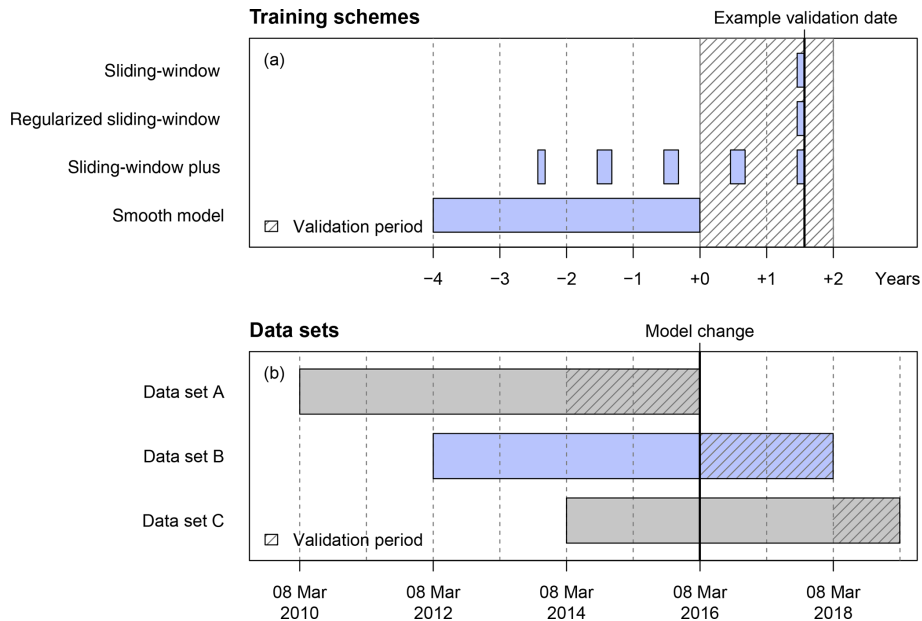 Training schemes
Example validation date
(a)
Sliding-window
Regularized sliding-window
Sliding-window plus
Smooth model
Validation period
−4 −3 −2 −1 +0 +1 +2 Years
Data sets
Model change
(b)
Data set A
Data set B
Data set C
Validation period
08 Mar 08 Mar 08 Mar 08 Mar 08 Mar
2010 2012 2014 2016 2018